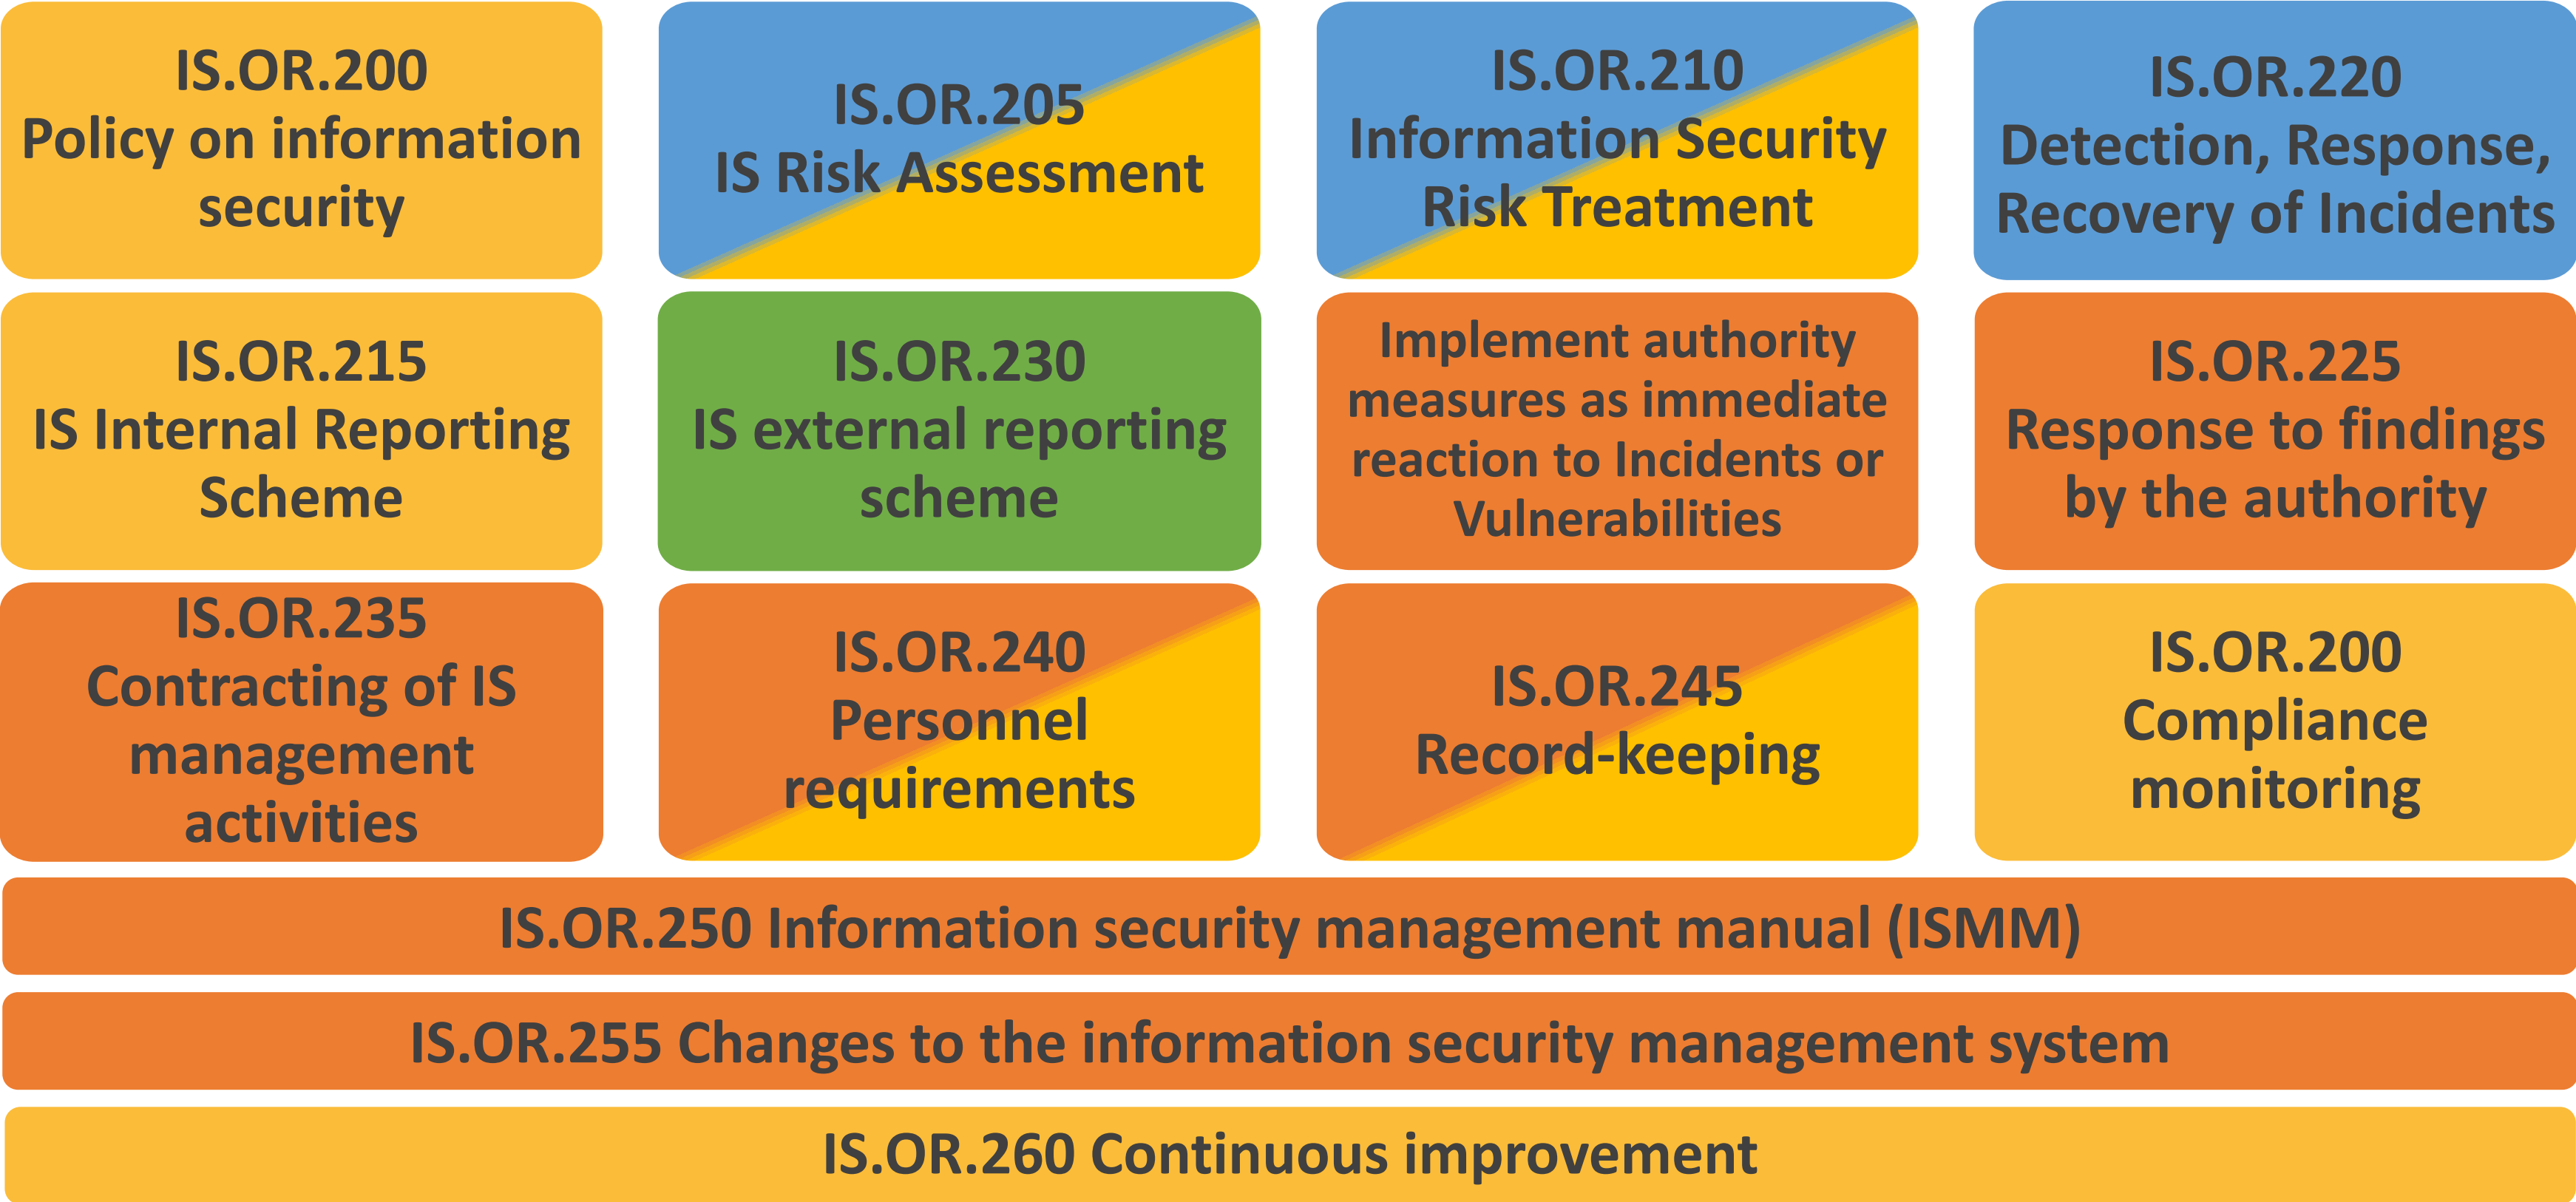 IS.OR.200
Policy on information
security
IS.OR.205
IS Risk Assessment
IS.OR.210
Information Security
Risk Treatment
IS.OR.220
Detection, Response,
Recovery of Incidents
IS.OR.215
IS Internal Reporting
Scheme
IS.OR.230
IS external reporting
scheme
Implement authority
measures as immediate
reaction to Incidents or
Vulnerabilities
IS.OR.225
Response to findings
by the authority
IS.OR.235
Contracting of IS
management
activities
IS.OR.240
Personnel
requirements
IS.OR.245
Record-keeping
IS.OR.200
Compliance
monitoring
IS.OR.250 Information security management manual (ISMM)
IS.OR.255 Changes to the information security management system
IS.OR.260 Continuous improvement